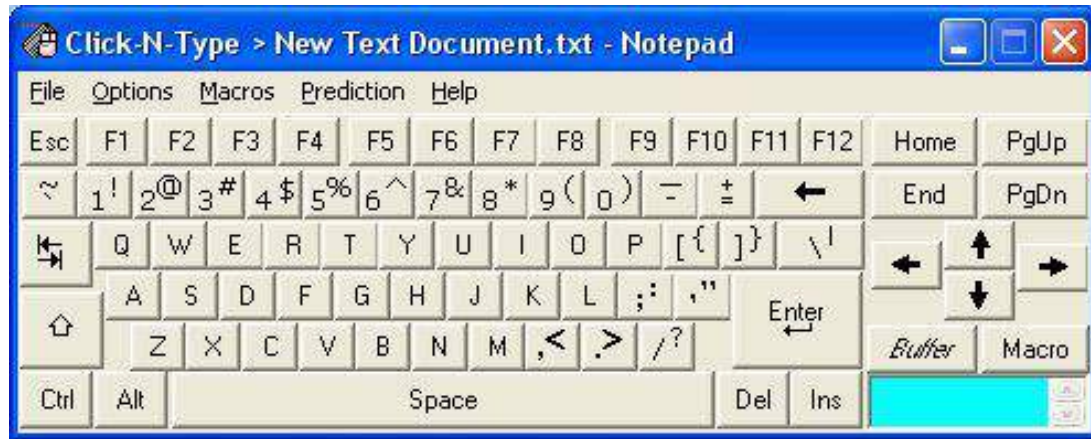 Click-N-Type > New Text Document.txt - Notepad
File Options Macros Prediction Help
Esc F1 F2 F3 F4 F5 F6 F7 F8 F9 F10 F11 F12 Home PgUp
~ ` 1! 2@ 3# 4$ 5% 6^ 7& 8* 9( 0) - _ + = ← End PgDn
Q W E R T Y U I O P [{ ]} \|
A S D F G H J K L ;: '" Enter
Z X C V B N M ,< .> /? Buffer Macro
Ctrl Alt Space Del Ins